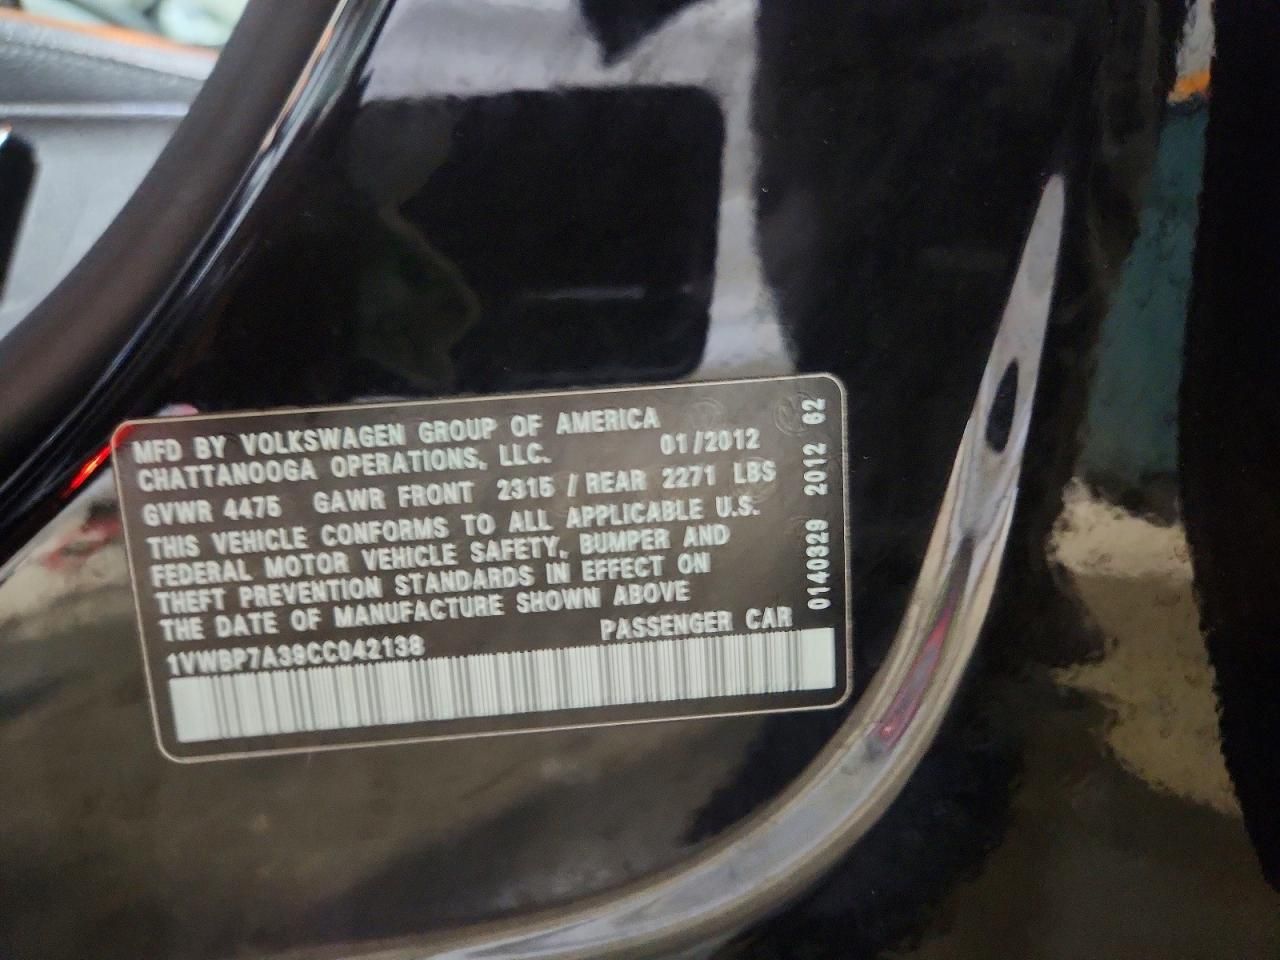 MFD BY VOLKSWAGEN GROUP OF AMERICA
CHATTANOOGA OPERATIONS, LLC. 01/2012
GVWR 4475 GAWR FRONT 2315 / REAR 2271 LBS
THIS VEHICLE CONFORMS TO ALL APPLICABLE U.S.
FEDERAL MOTOR VEHICLE SAFETY, BUMPER AND
THEFT PREVENTION STANDARDS IN EFFECT ON
THE DATE OF MANUFACTURE SHOWN ABOVE
1VWBP7A39CC042138 PASSENGER CAR
0140329 2012 62